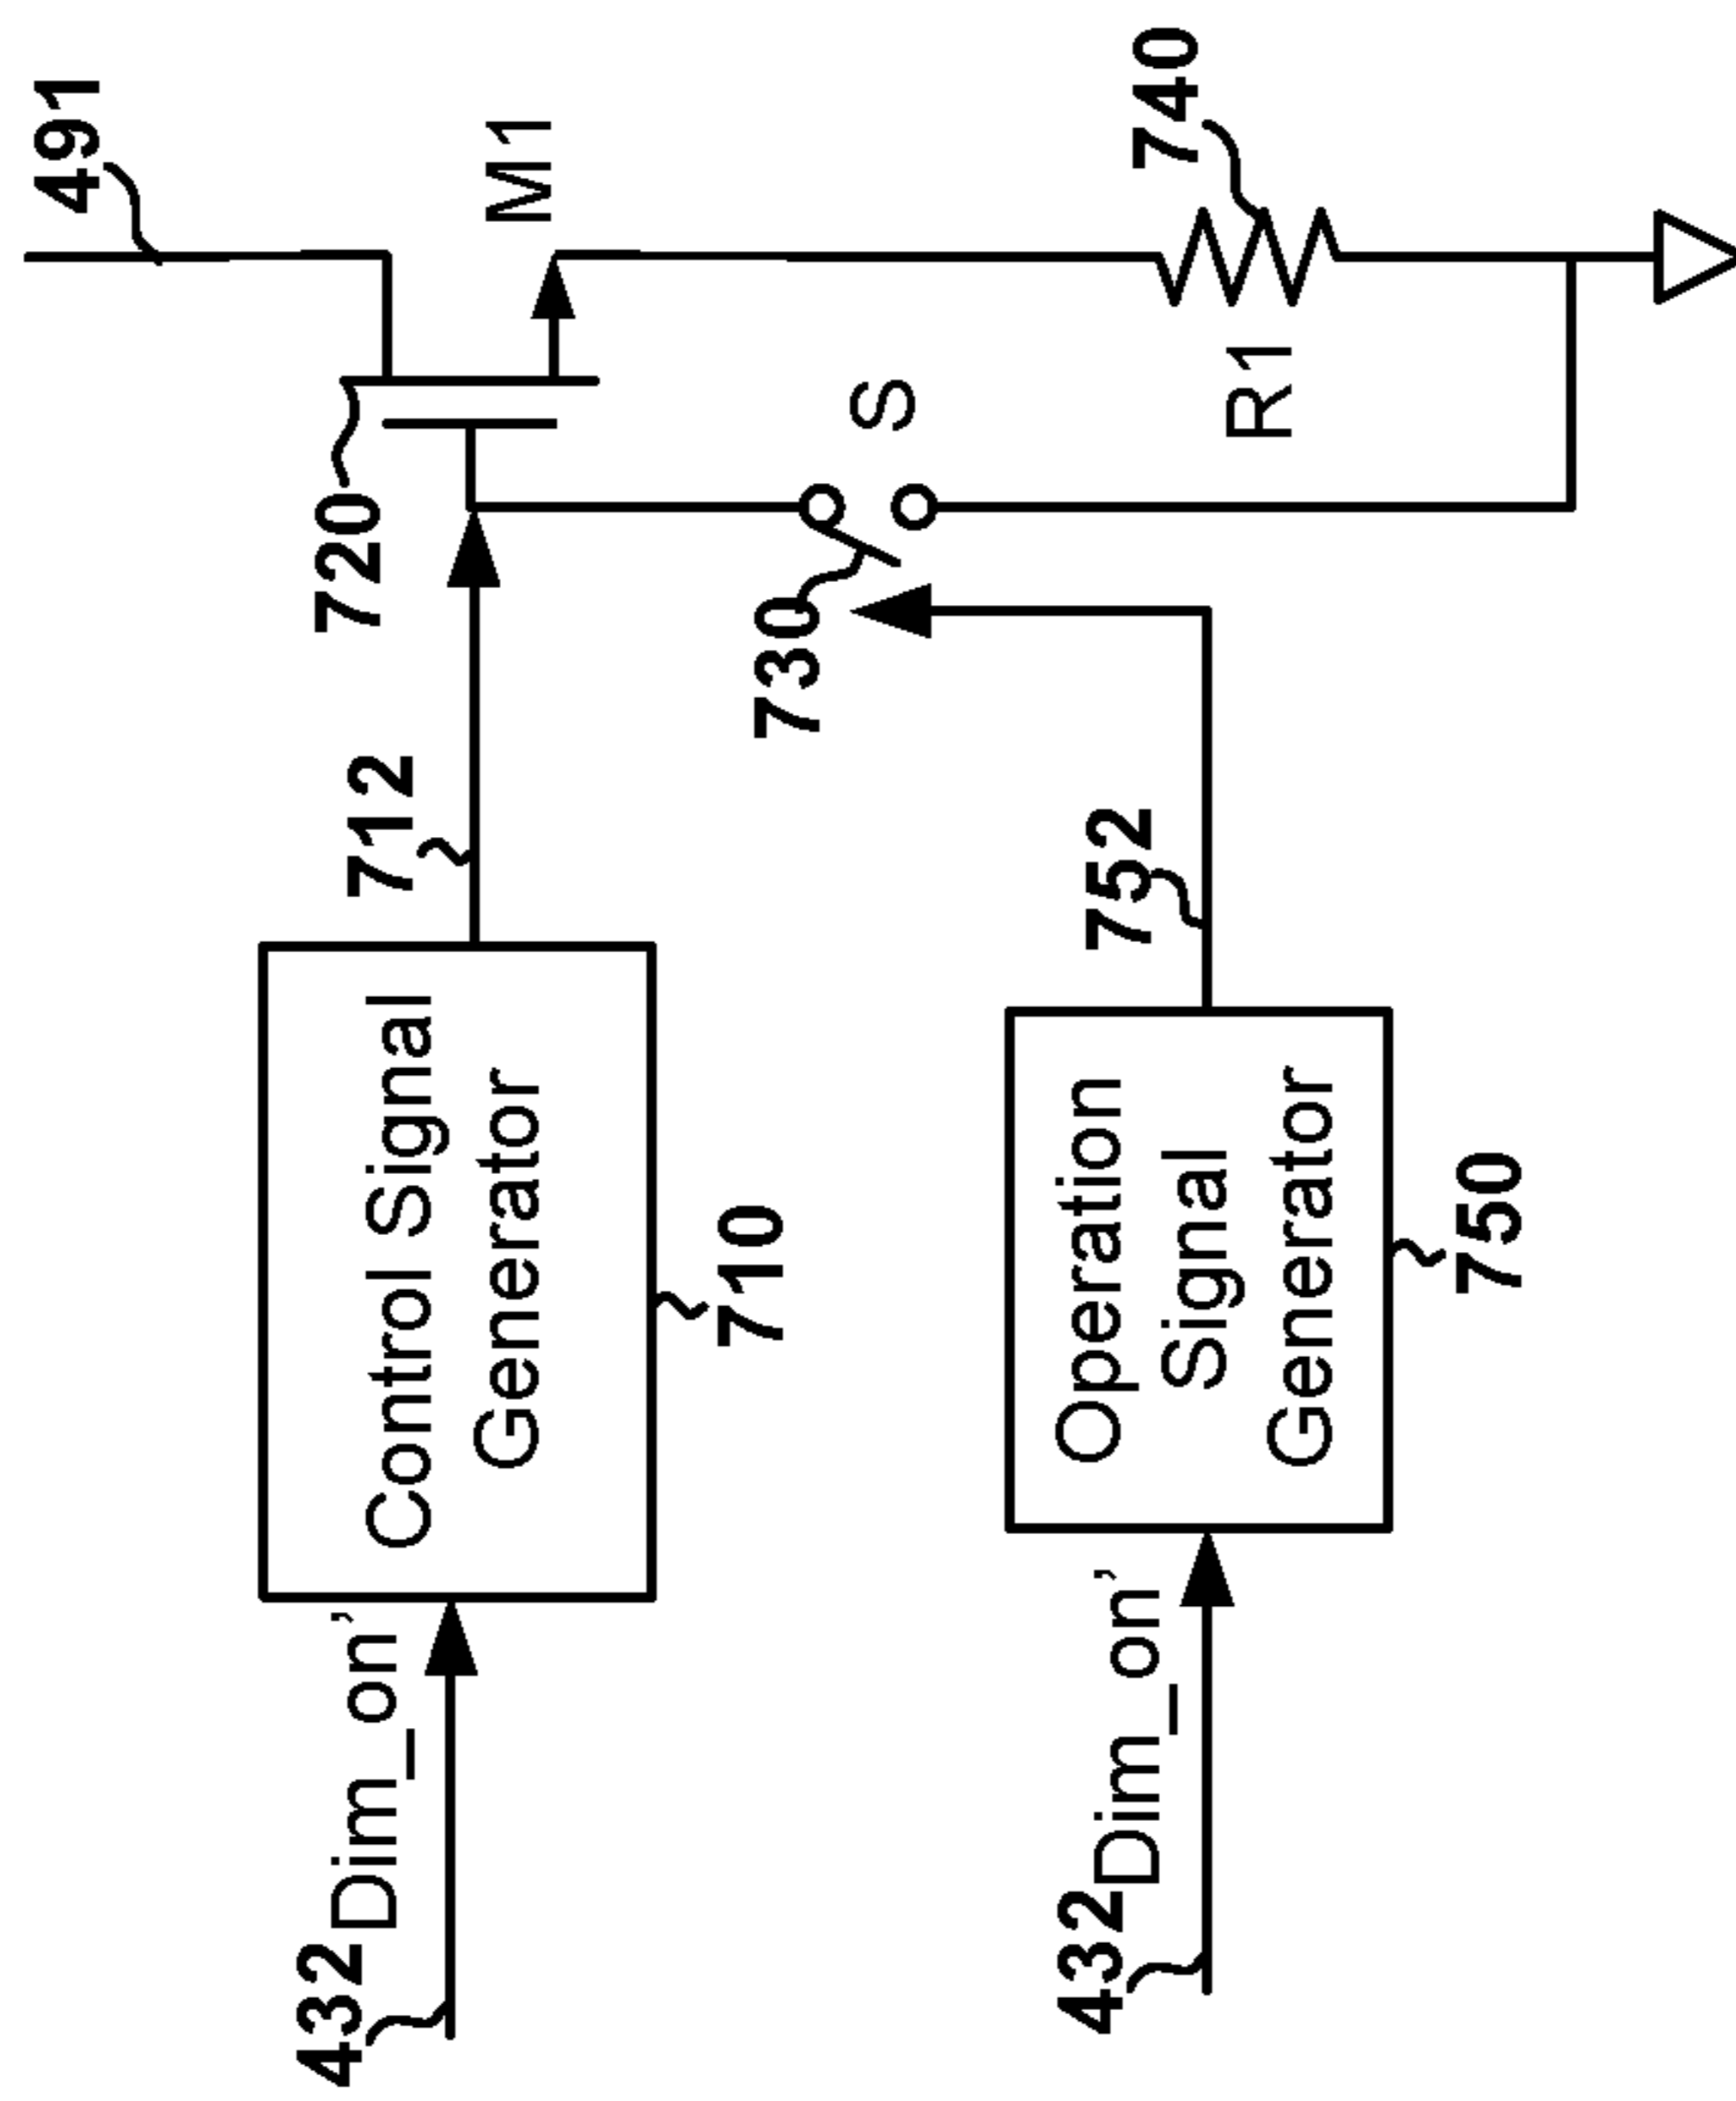 491
M1
720
712
Control Signal
Generator
710
432
Dim_on’
740
R1
S
730
752
Operation
Signal
Generator
750
432
Dim_on’